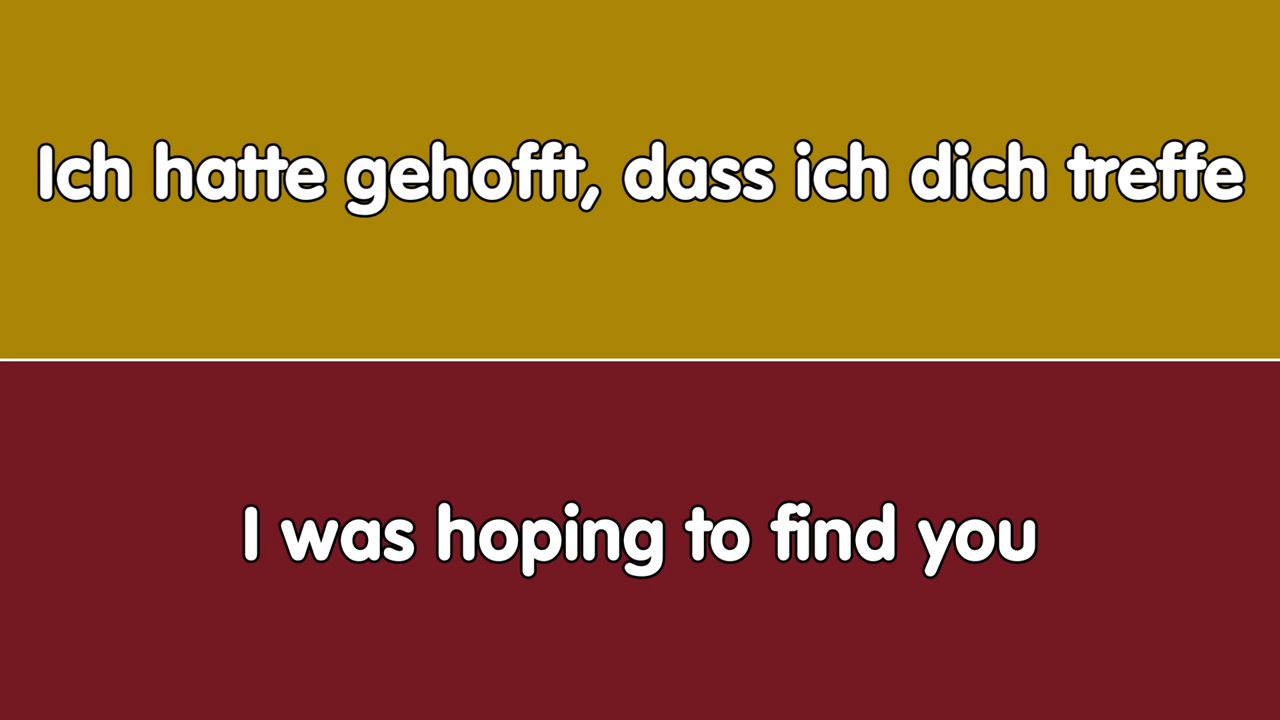 Ich hatte gehofft, dass ich dich treffe
I was hoping to find you